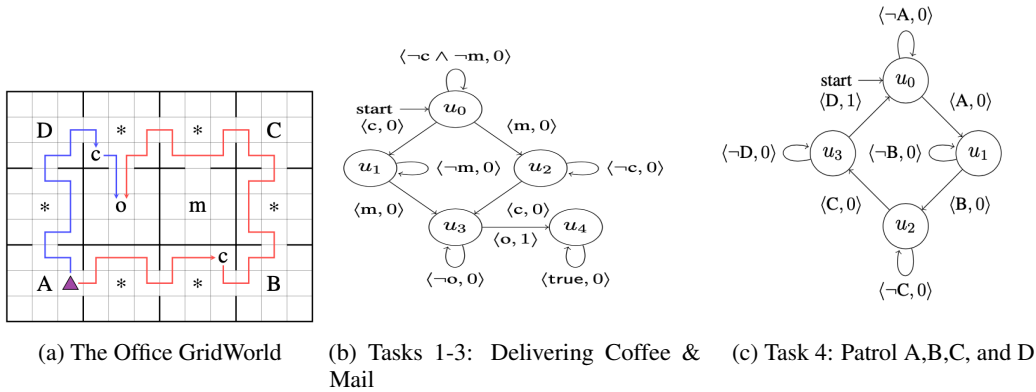 D * * C
c
* o m *
c
A * * B
(a) The Office GridWorld
⟨¬c ∧ ¬m, 0⟩
start u₀
⟨c, 0⟩ ⟨m, 0⟩
u₁ ⟨¬m, 0⟩ u₂ ⟨¬c, 0⟩
⟨m, 0⟩ ⟨c, 0⟩
u₃ ⟨o, 1⟩ u₄
⟨¬o, 0⟩ ⟨true, 0⟩
(b) Tasks 1-3: Delivering Coffee &
Mail
⟨¬A, 0⟩
start u₀
⟨D, 1⟩ ⟨A, 0⟩
⟨¬D, 0⟩ u₃ ⟨¬B, 0⟩ u₁
⟨C, 0⟩ ⟨B, 0⟩
u₂
⟨¬C, 0⟩
(c) Task 4: Patrol A,B,C, and D